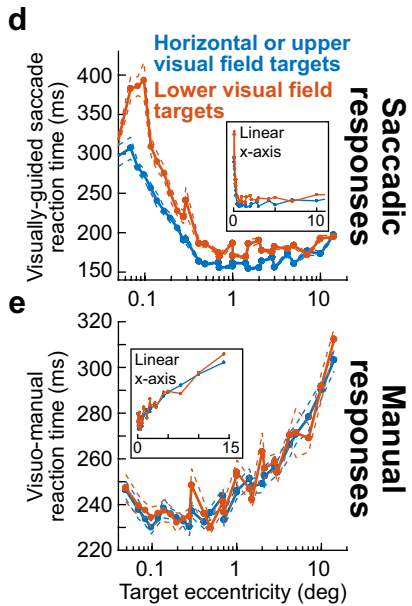 d
Horizontal or upper
visual field targets
Lower visual field
targets
Visually-guided saccade
reaction time (ms)
400
350
300
250
200
150
Linear
x-axis
0
10
0.1
1
10
Saccadic
responses
e
Visuo-manual
reaction time (ms)
320
300
280
260
240
220
Linear
x-axis
0
15
0.1
1
10
Target eccentricity (deg)
Manual
responses